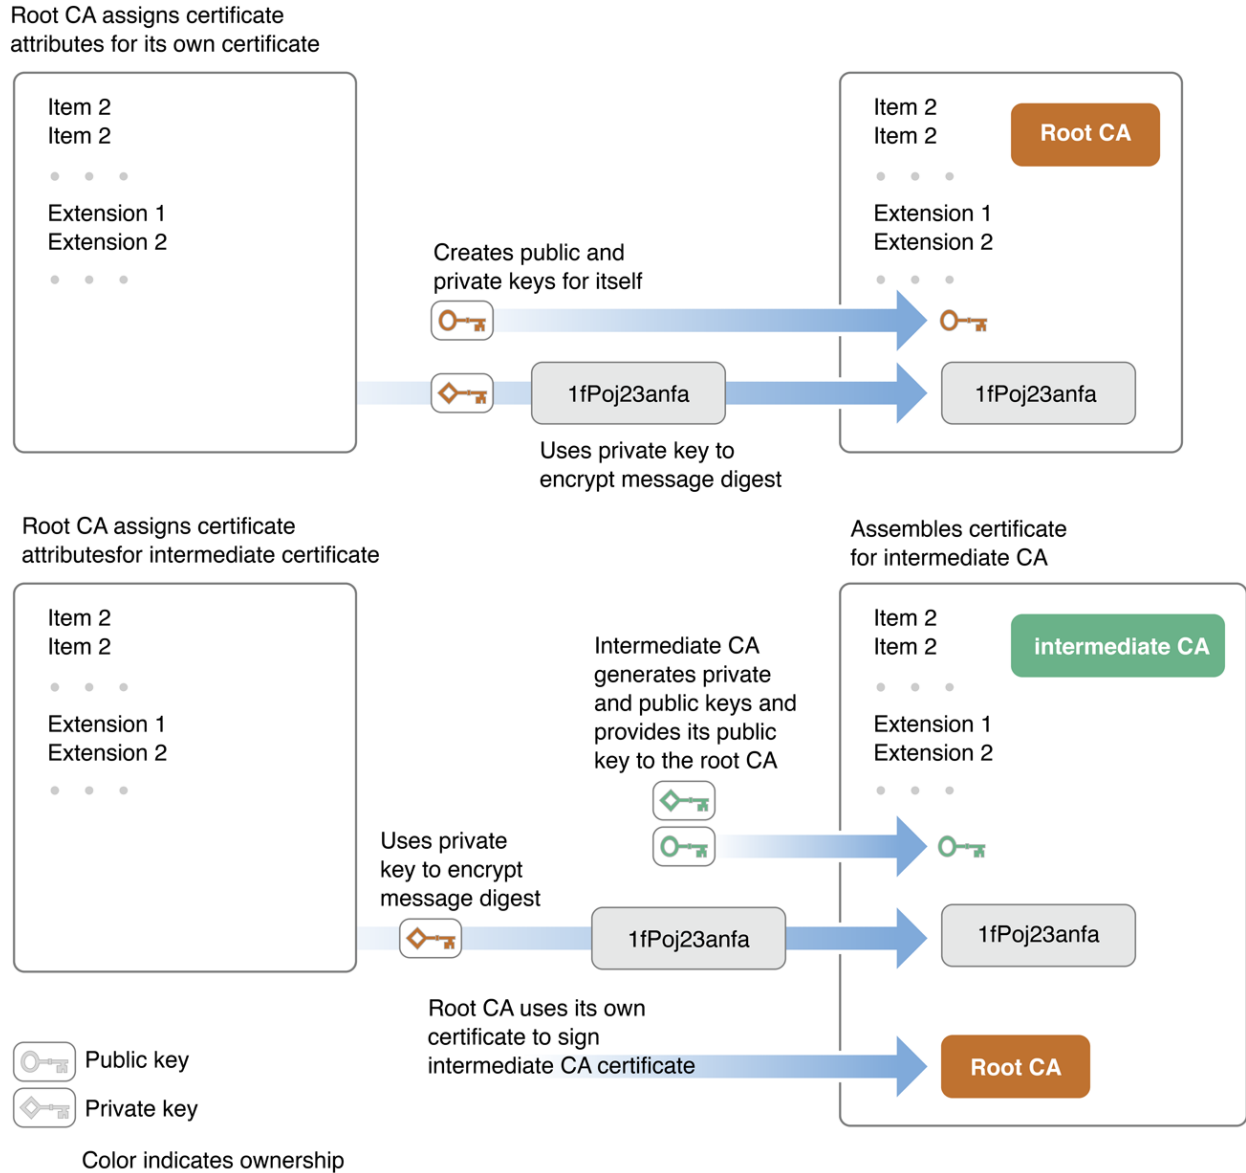 Root CA assigns certificate
attributes for its own certificate
Item 2
Item 2
Extension 1
Extension 2
Creates public and
private keys for itself
1fPoj23anfa
Uses private key to
encrypt message digest
Item 2
Item 2
Root CA
Extension 1
Extension 2
1fPoj23anfa
Root CA assigns certificate
attributesfor intermediate certificate
Item 2
Item 2
Extension 1
Extension 2
Uses private
key to encrypt
message digest
Intermediate CA
generates private
and public keys and
provides its public
key to the root CA
1fPoj23anfa
Root CA uses its own
certificate to sign
intermediate CA certificate
Assembles certificate
for intermediate CA
Item 2
Item 2
intermediate CA
Extension 1
Extension 2
1fPoj23anfa
Root CA
Public key
Private key
Color indicates ownership